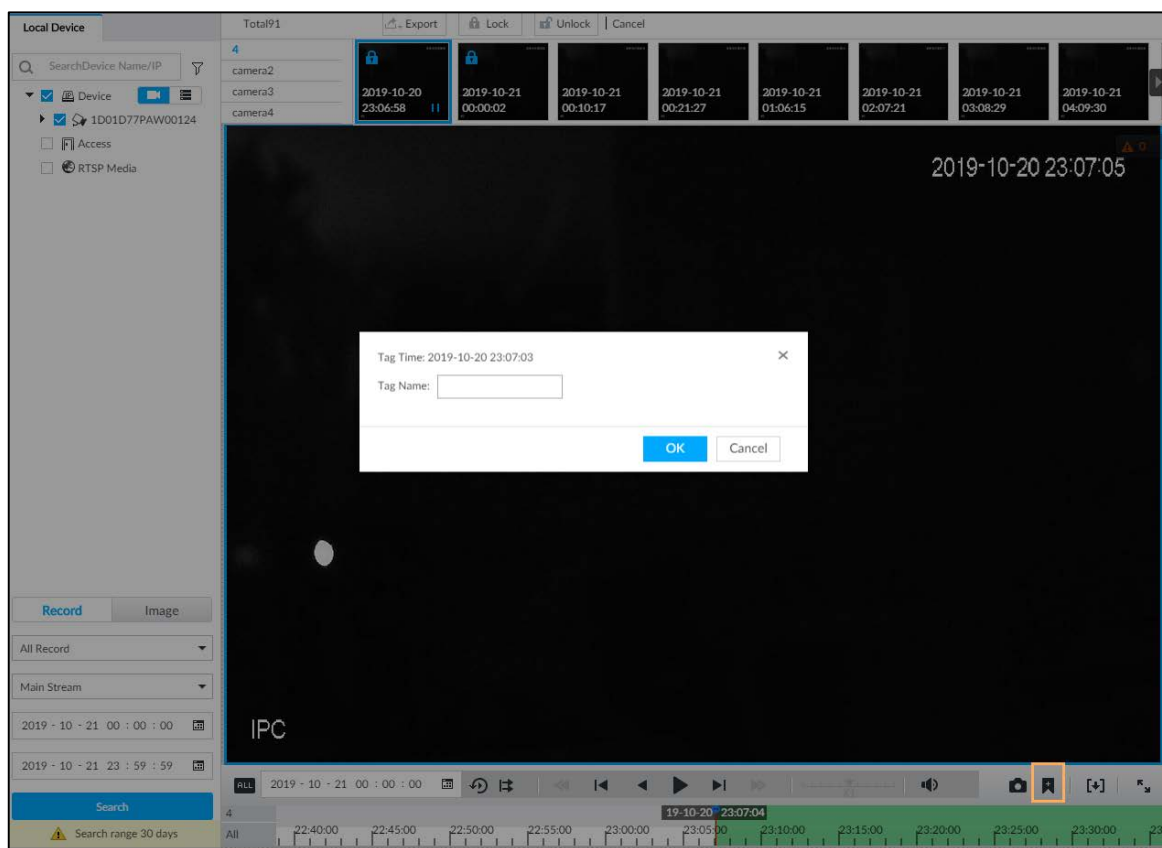 Local Device
SearchDevice Name/IP
Device
1D01D77PAW00124
Access
RTSP Media
Total91
Export
Lock
Unlock
Cancel
4
camera2
camera3
camera4
2019-10-20
23:06:58
2019-10-21
00:00:02
2019-10-21
00:10:17
2019-10-21
00:21:27
2019-10-21
01:06:15
2019-10-21
02:07:21
2019-10-21
03:08:29
2019-10-21
04:09:30
0
2019-10-20 23:07:05
Tag Time: 2019-10-20 23:07:03
Tag Name:
OK
Cancel
IPC
Record
Image
All Record
Main Stream
2019 - 10 - 21 00 : 00 : 00
2019 - 10 - 21 23 : 59 : 59
Search
Search range 30 days
ALL
2019 - 10 - 21 00 : 00 : 00
4
19-10-20 23:07:04
All
22:40:00
22:45:00
22:50:00
22:55:00
23:00:00
23:05:00
23:10:00
23:15:00
23:20:00
23:25:00
23:30:00